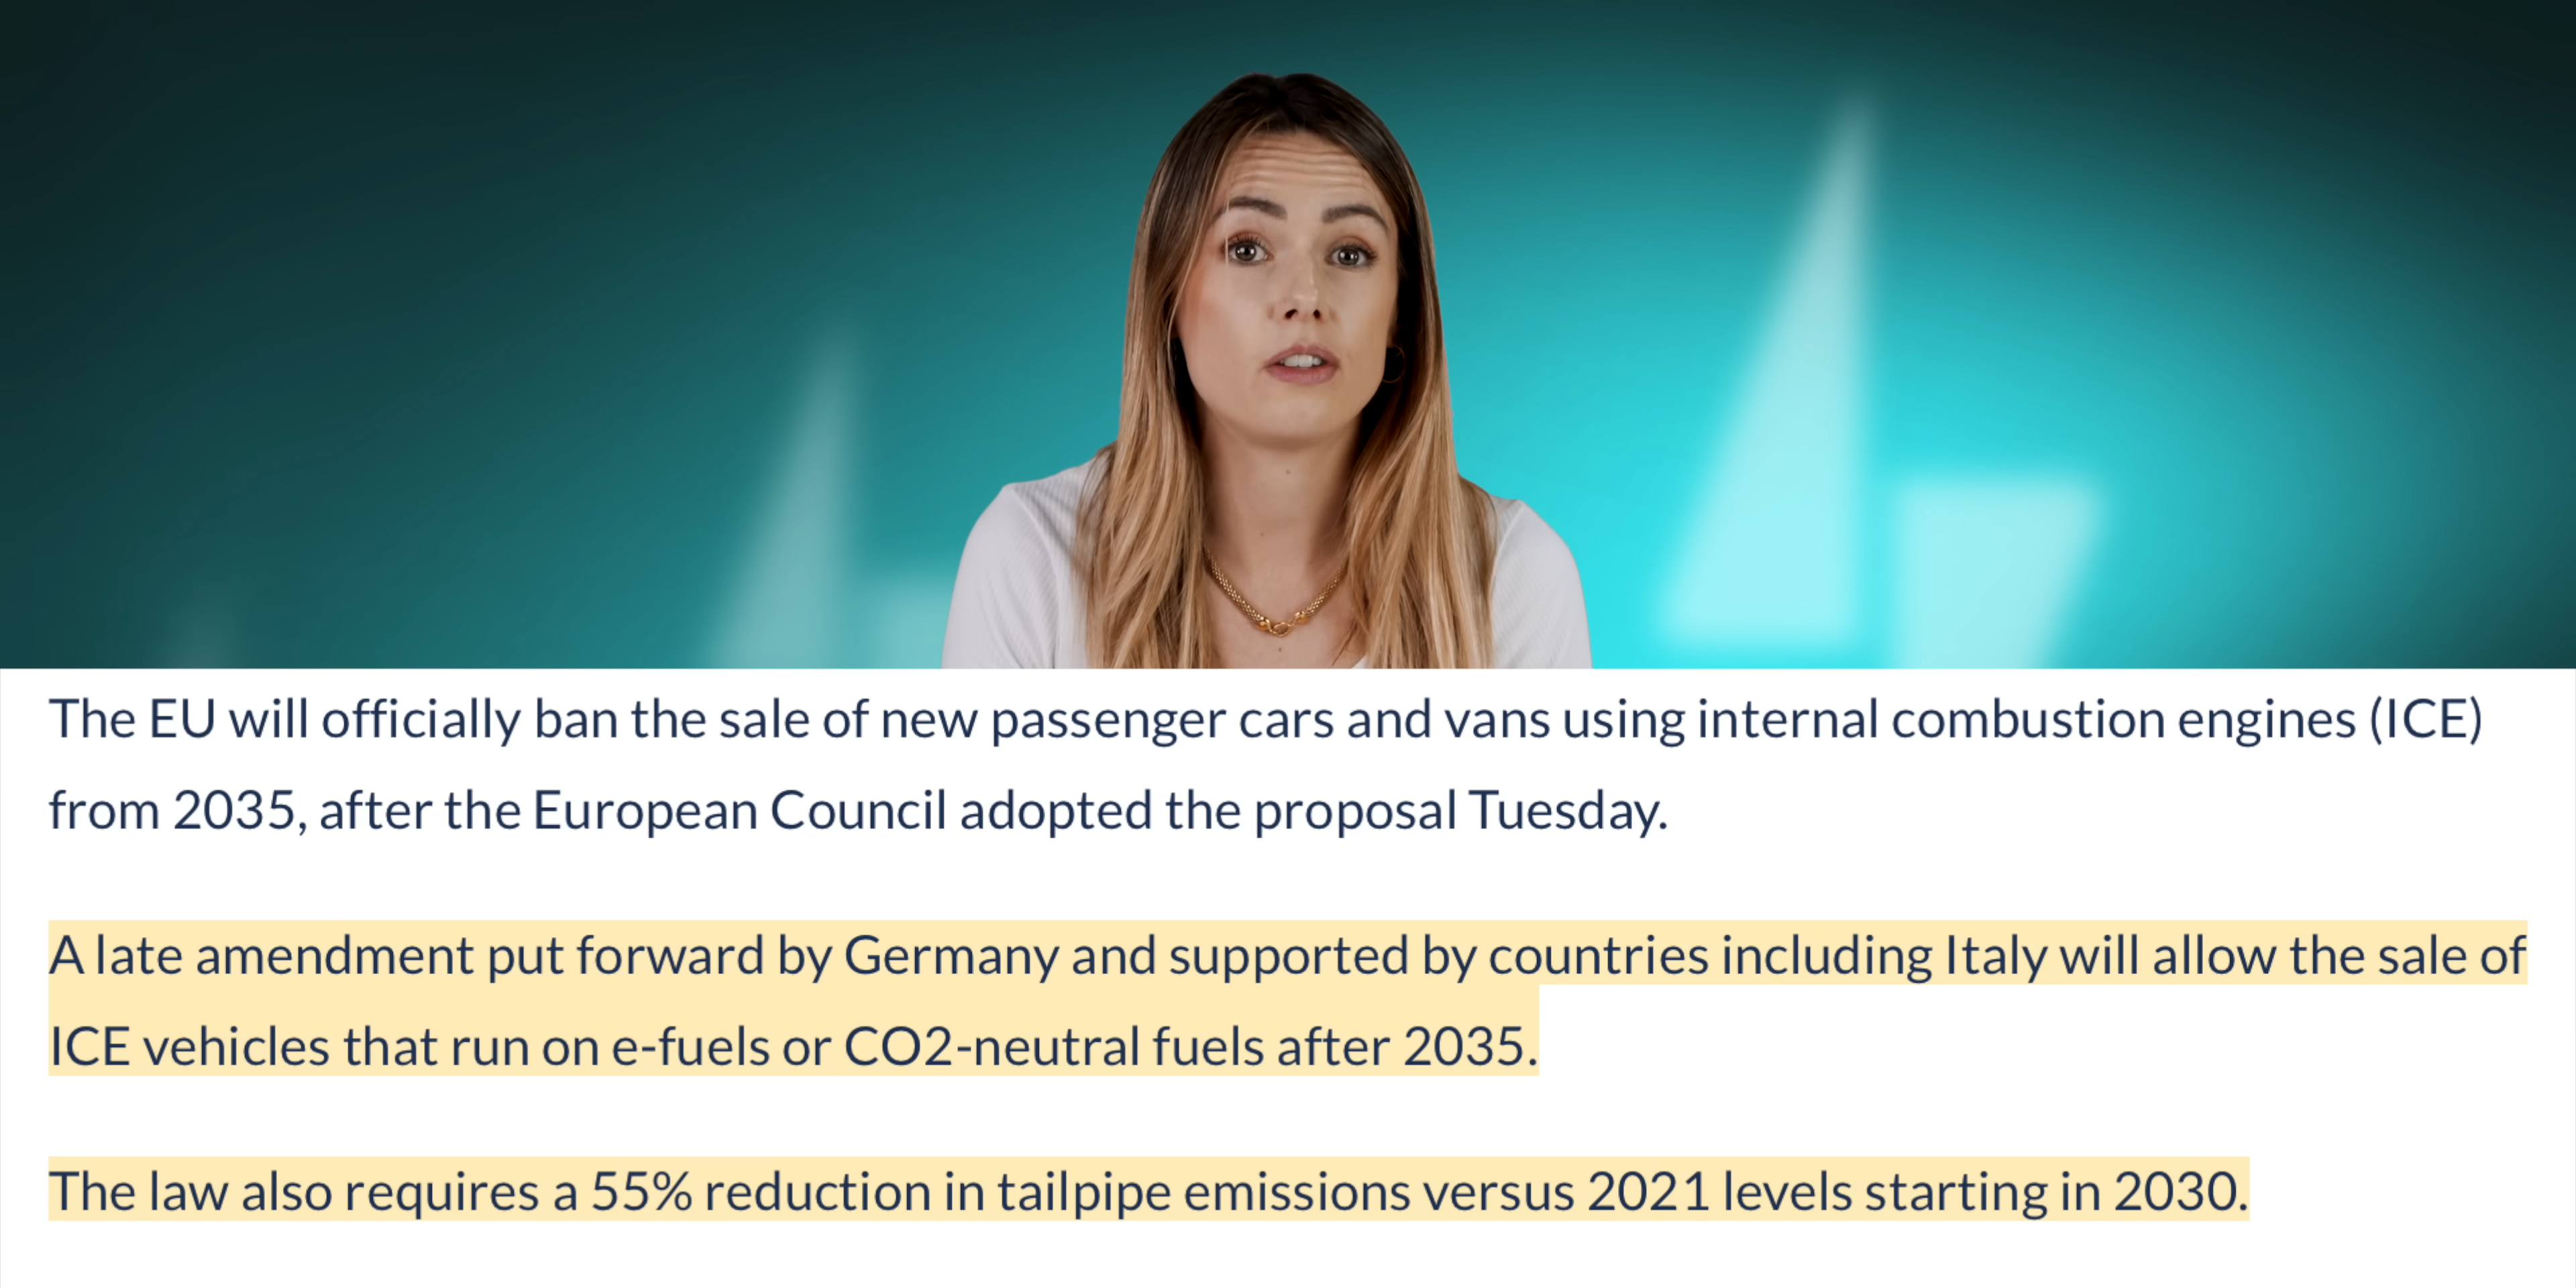 The EU will officially ban the sale of new passenger cars and vans using internal combustion engines (ICE)
from 2035, after the European Council adopted the proposal Tuesday.
A late amendment put forward by Germany and supported by countries including Italy will allow the sale of
ICE vehicles that run on e-fuels or CO2-neutral fuels after 2035.
The law also requires a 55% reduction in tailpipe emissions versus 2021 levels starting in 2030.